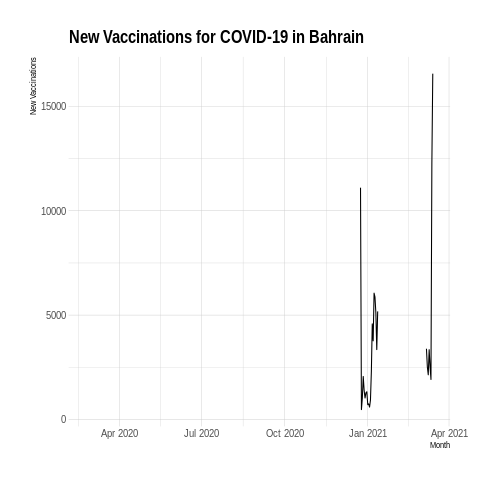 New Vaccinations for COVID-19 in Bahrain
New Vaccinations
15000
10000
5000
0
Apr 2020 Jul 2020 Oct 2020 Jan 2021 Apr 2021
Month